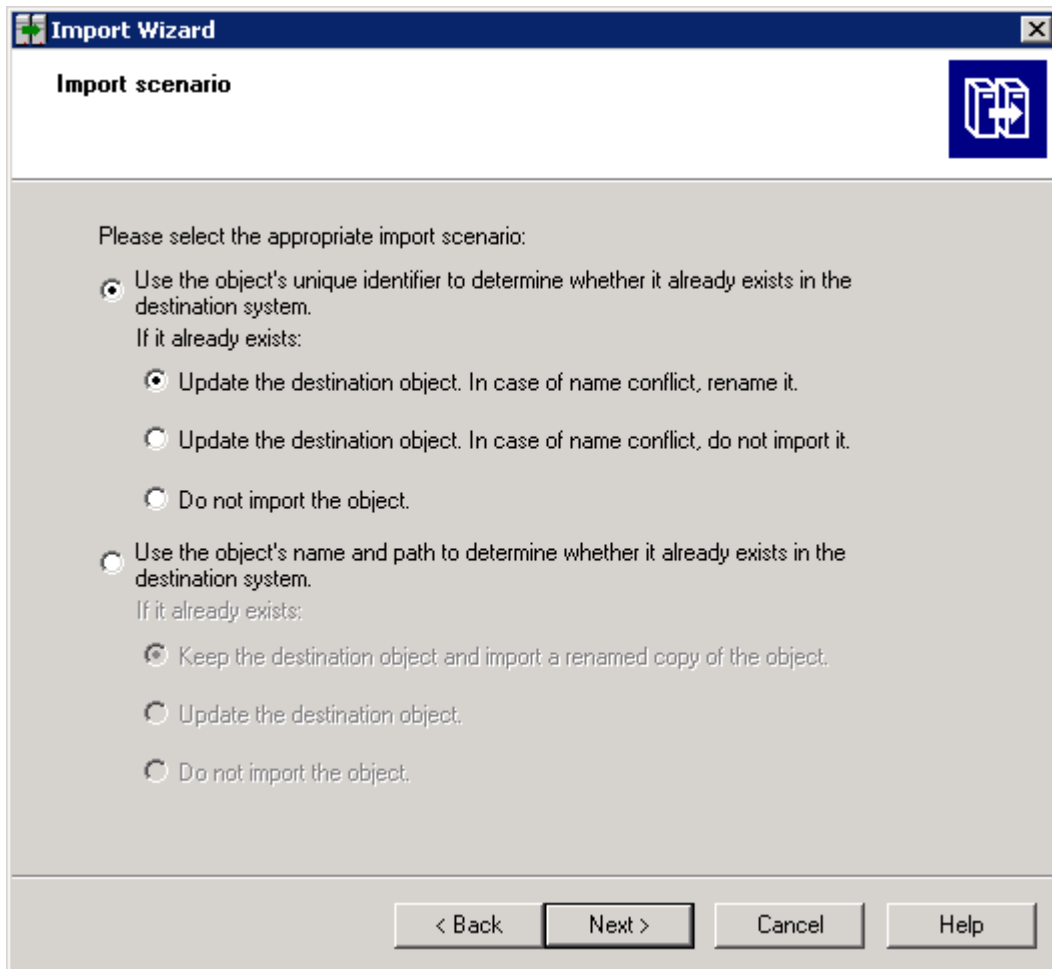 Import Wizard
Import scenario
Please select the appropriate import scenario:
Use the object's unique identifier to determine whether it already exists in the
destination system.
If it already exists:
Update the destination object. In case of name conflict, rename it.
Update the destination object. In case of name conflict, do not import it.
Do not import the object.
Use the object's name and path to determine whether it already exists in the
destination system.
If it already exists:
Keep the destination object and import a renamed copy of the object.
Update the destination object.
Do not import the object.
< Back
Next >
Cancel
Help